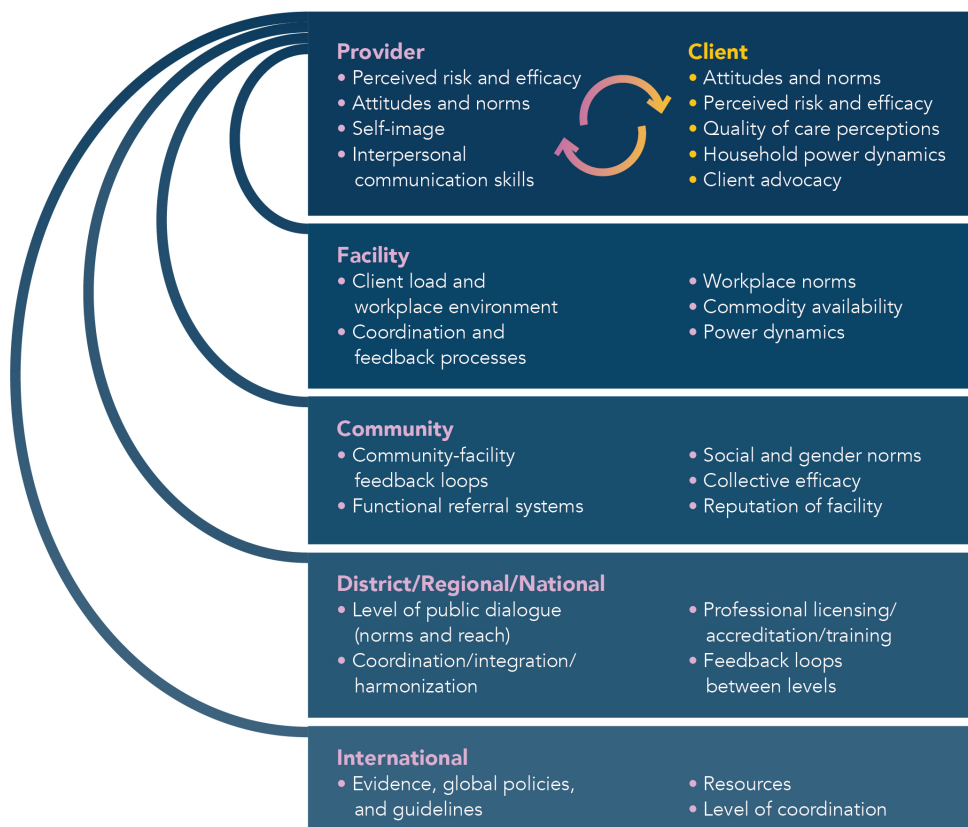 Provider
• Perceived risk and efficacy
• Attitudes and norms
• Self-image
• Interpersonal
communication skills
Client
• Attitudes and norms
• Perceived risk and efficacy
• Quality of care perceptions
• Household power dynamics
• Client advocacy
Facility
• Client load and
workplace environment
• Coordination and
feedback processes
• Workplace norms
• Commodity availability
• Power dynamics
Community
• Community-facility
feedback loops
• Functional referral systems
• Social and gender norms
• Collective efficacy
• Reputation of facility
District/Regional/National
• Level of public dialogue
(norms and reach)
• Coordination/integration/
harmonization
• Professional licensing/
accreditation/training
• Feedback loops
between levels
International
• Evidence, global policies,
and guidelines
• Resources
• Level of coordination